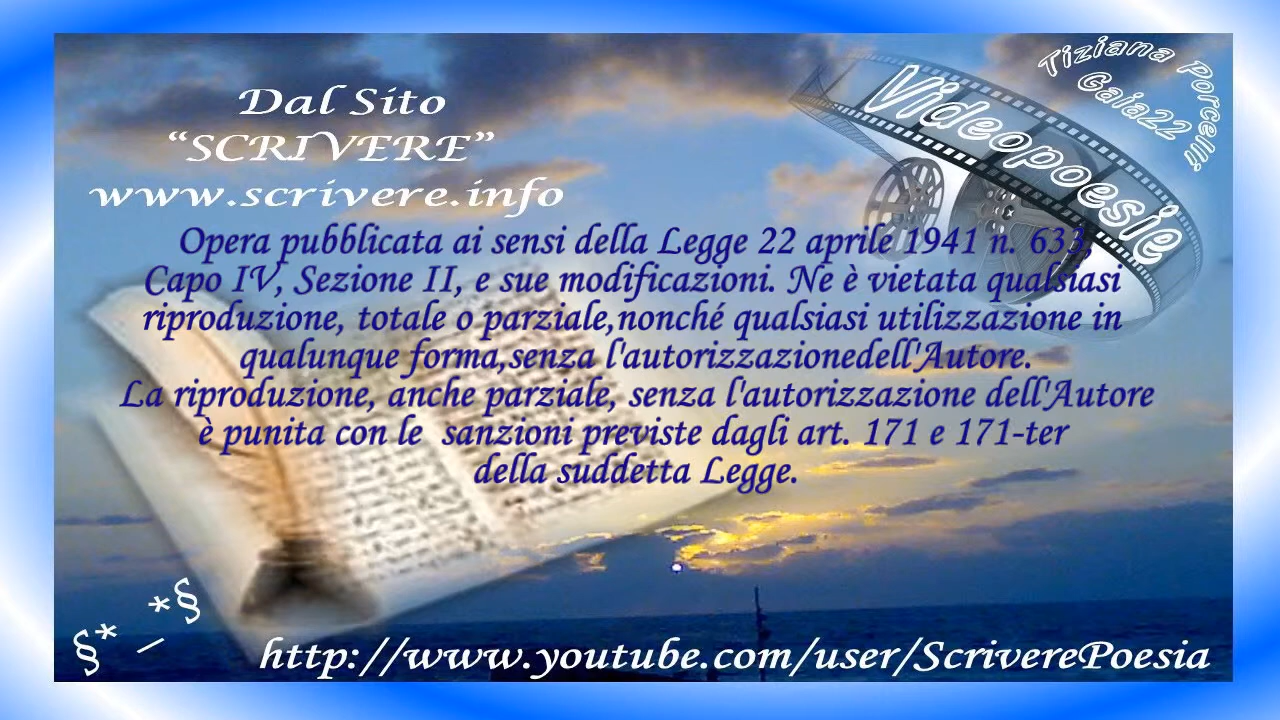 Dal Sito
“SCRIVERE”
www.scrivere.info
Tiziana Porcelli
Gaia22
Videopoesie
Opera pubblicata ai sensi della Legge 22 aprile 1941 n. 633,
Capo IV, Sezione II, e sue modificazioni. Ne è vietata qualsiasi
riproduzione, totale o parziale,nonché qualsiasi utilizzazione in
qualunque forma,senza l'autorizzazionedell'Autore.
La riproduzione, anche parziale, senza l'autorizzazione dell'Autore
è punita con le  sanzioni previste dagli art. 171 e 171-ter
della suddetta Legge.
§*_*§
http://www.youtube.com/user/ScriverePoesia